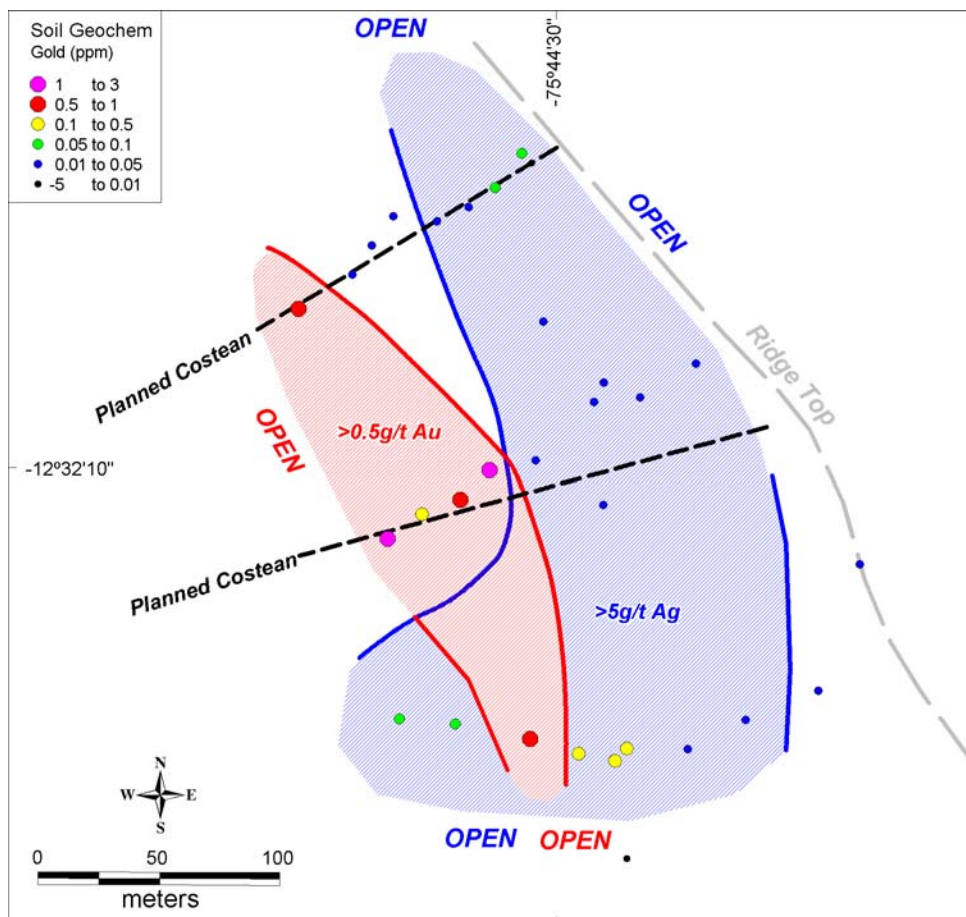 Soil Geochem
Gold (ppm)
1 to 3
0.5 to 1
0.1 to 0.5
0.05 to 0.1
0.01 to 0.05
-5 to 0.01
OPEN
-75º44'30"
OPEN
Ridge Top
Planned Costean
OPEN
>0.5g/t Au
-12º32'10"
Planned Costean
>5g/t Ag
N
W E
S
OPEN OPEN
0 50 100
meters